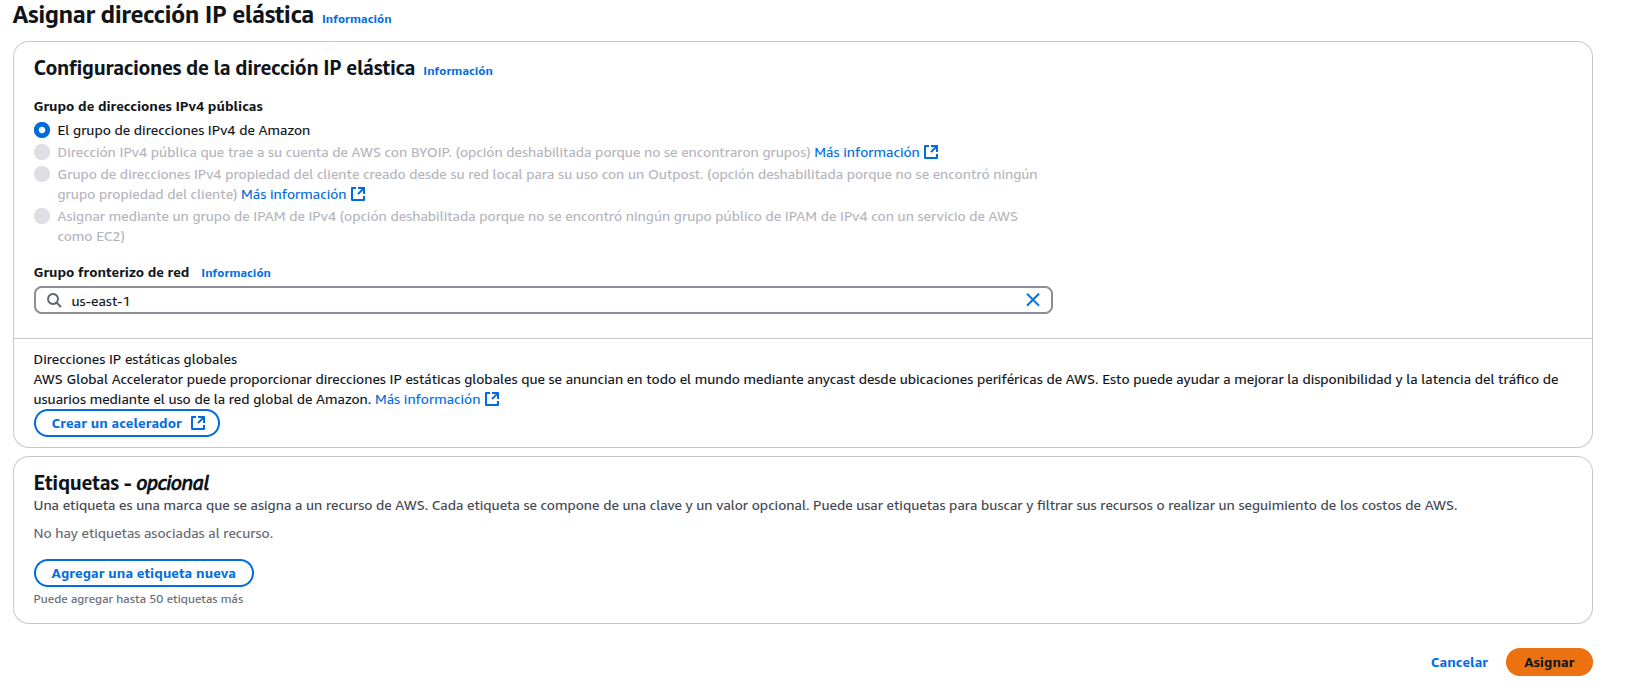 Asignar dirección IP elástica Información
Configuraciones de la dirección IP elástica Información
Grupo de direcciones IPv4 públicas
El grupo de direcciones IPv4 de Amazon
Dirección IPv4 pública que trae a su cuenta de AWS con BYOIP. (opción deshabilitada porque no se encontraron grupos) Más información
Grupo de direcciones IPv4 propiedad del cliente creado desde su red local para su uso con un Outpost. (opción deshabilitada porque no se encontró ningún
grupo propiedad del cliente) Más información
Asignar mediante un grupo de IPAM de IPv4 (opción deshabilitada porque no se encontró ningún grupo público de IPAM de IPv4 con un servicio de AWS
como EC2)
Grupo fronterizo de red Información
us-east-1
Direcciones IP estáticas globales
AWS Global Accelerator puede proporcionar direcciones IP estáticas globales que se anuncian en todo el mundo mediante anycast desde ubicaciones periféricas de AWS. Esto puede ayudar a mejorar la disponibilidad y la latencia del tráfico de
usuarios mediante el uso de la red global de Amazon. Más información
Crear un acelerador
Etiquetas - opcional
Una etiqueta es una marca que se asigna a un recurso de AWS. Cada etiqueta se compone de una clave y un valor opcional. Puede usar etiquetas para buscar y filtrar sus recursos o realizar un seguimiento de los costos de AWS.
No hay etiquetas asociadas al recurso.
Agregar una etiqueta nueva
Puede agregar hasta 50 etiquetas más
Cancelar Asignar